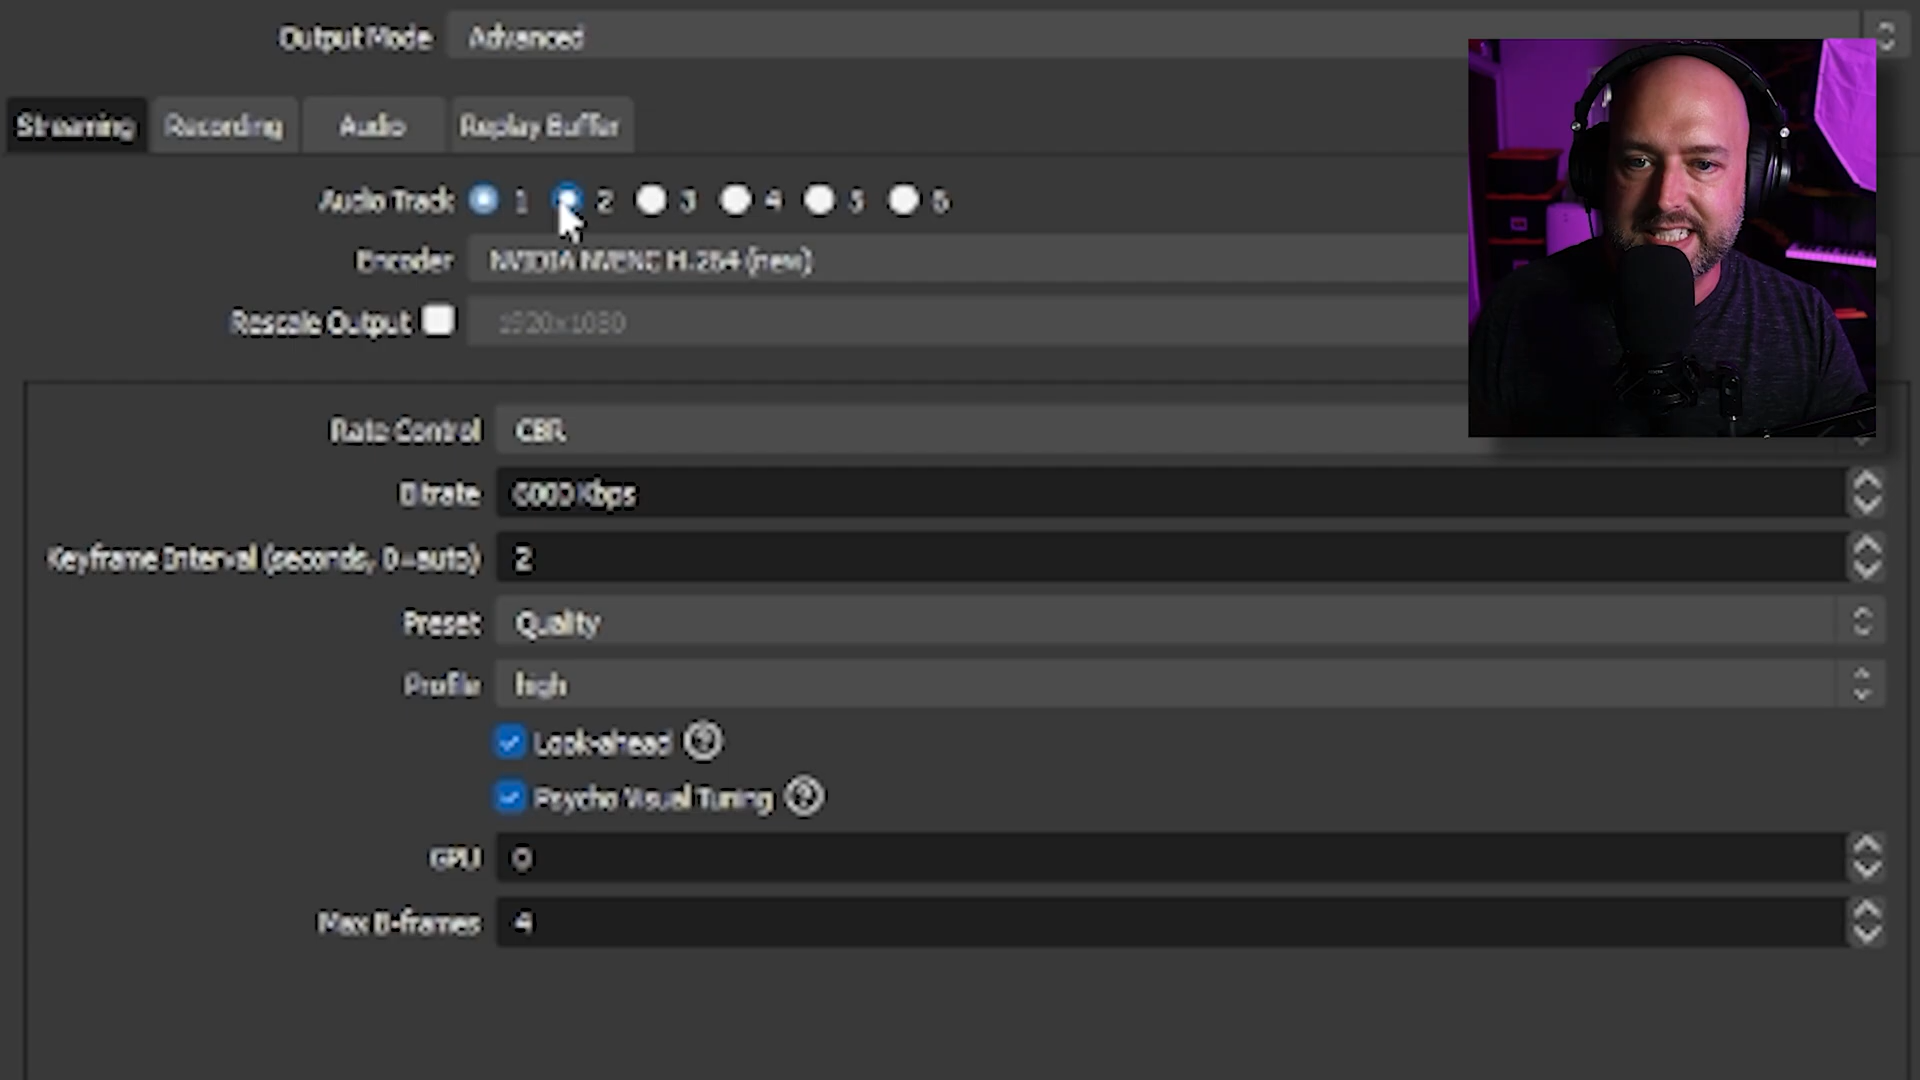 Output Mode Advanced
Streaming Recording Audio Replay Buffer
Audio Track 1 2 3 4 5 6
Encoder NVIDIA NVENC H.264 (new)
Rescale Output 1920x1080
Rate Control CBR
Bitrate 6000 Kbps
Keyframe Interval (seconds, 0=auto) 2
Preset Quality
Profile high
Look-ahead ?
Psycho Visual Tuning ?
GPU 0
Max B-frames 4